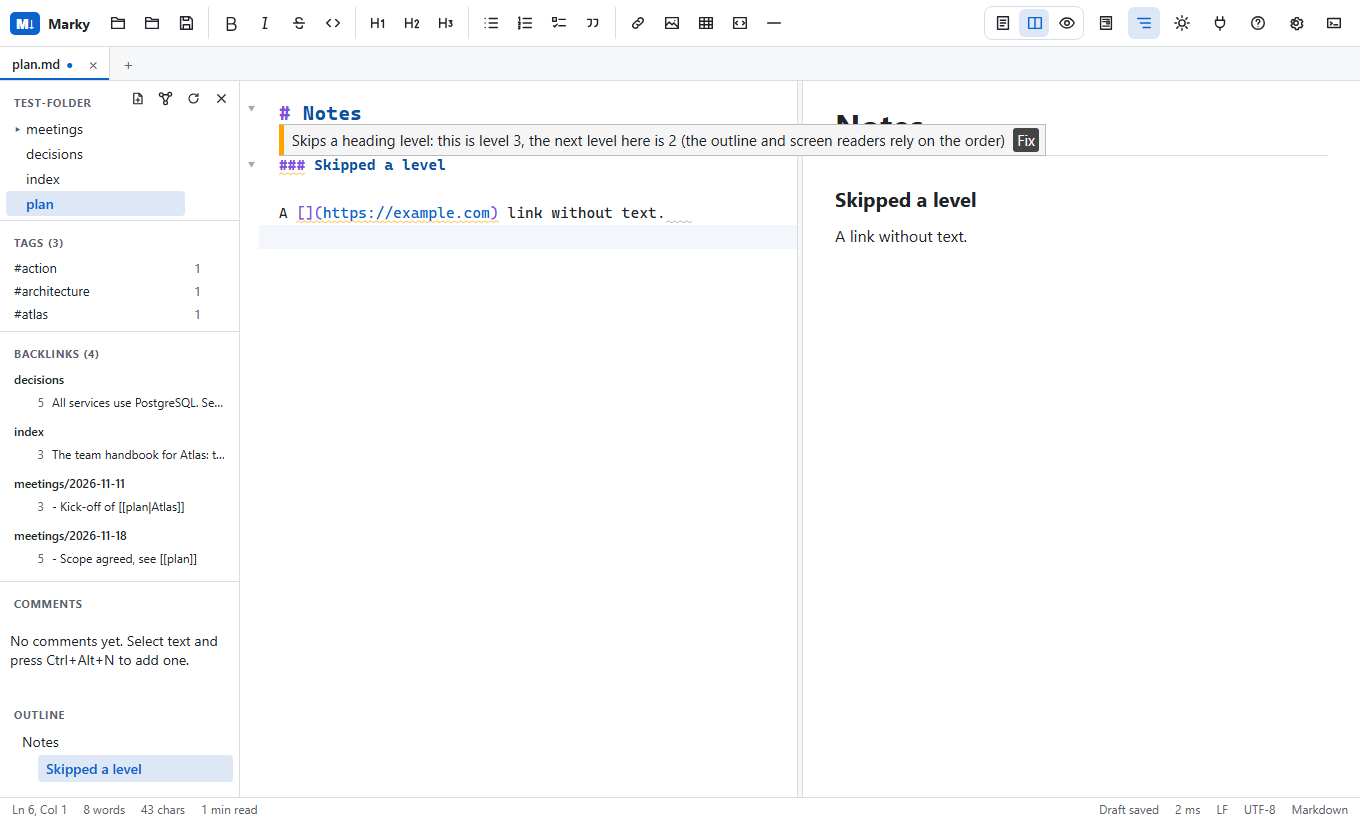 M↓ Marky B I S <> H1 H2 H3
plan.md ● × +
TEST-FOLDER
meetings
decisions
index
plan
TAGS (3)
#action 1
#architecture 1
#atlas 1
BACKLINKS (4)
decisions
5 All services use PostgreSQL. Se...
index
3 The team handbook for Atlas: t...
meetings/2026-11-11
3 - Kick-off of [[plan|Atlas]]
meetings/2026-11-18
5 - Scope agreed, see [[plan]]
COMMENTS
No comments yet. Select text and
press Ctrl+Alt+N to add one.
OUTLINE
Notes
Skipped a level
# Notes
Skips a heading level: this is level 3, the next level here is 2 (the outline and screen readers rely on the order) Fix
### Skipped a level
A [](https://example.com) link without text.
Notes
Skipped a level
A link without text.
Ln 6, Col 1 8 words 43 chars 1 min read
Draft saved 2 ms LF UTF-8 Markdown